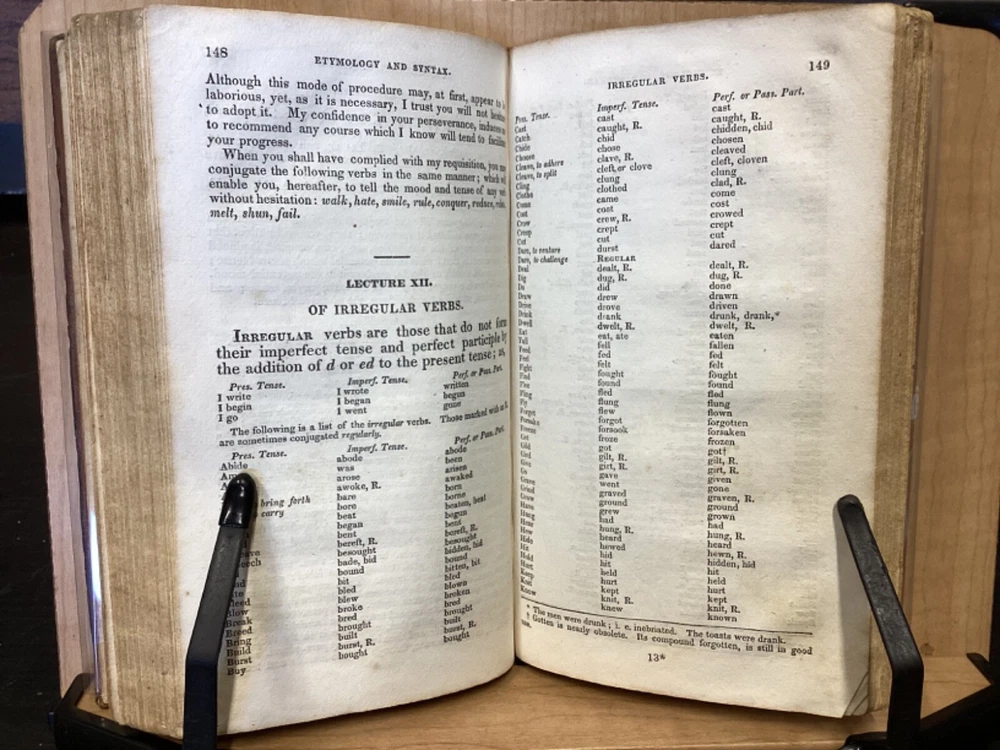 148
ETYMOLOGY AND SYNTAX.
Although this mode of procedure may, at first, appear to
laborious, yet, as it is necessary, I trust you will not
to adopt it. My confidence in your perseverance, induces
to recommend any course which I know will tend to
your progress.
When you shall have complied with my requisition, you
conjugate the following verbs in the same manner; which
enable you, hereafter, to tell the mood and tense of any
without hesitation: walk, hate, smile, rule, conquer, reduce,
melt, shun, fail.
LECTURE XII.
OF IRREGULAR VERBS.
IRREGULAR verbs are those that do not
their imperfect tense and perfect participle by
the addition of d or ed to the present tense; as,
Pres. Tense. Imperf. Tense. Perf. or Pass. Part.
I write I wrote written
I begin I began begun
I go I went gone
The following is a list of the irregular verbs. Those marked with
are sometimes conjugated regularly.
Pres. Tense. Imperf. Tense. Perf. or Pass. Part.
Abide abode abode
was been
arose arisen
awoke, R. awaked
bring forth bare born
carry bore borne
beat beaten, beat
began begun
bent bent
bereft, R. bereft, R.
besought besought
bade, bid bidden, bid
bound bound
bit bitten, bit
bled bled
blew blown
Break broke broken
Breed bred bred
Bring brought brought
Build built built
Burst burst, R. burst, R.
Buy bought bought
IRREGULAR VERBS.
149
Pres. Tense. Imperf. Tense. Perf. or Pass. Part.
Cast cast cast
Catch caught, R. caught, R.
Chide chid chidden, chid
Choose chose chosen
Cleave, to adhere clave, R. cleaved
Cleave, to split cleft, or clove cleft, cloven
Cling clung clung
Clothe clothed clad, R.
Come came come
Cost cost cost
Crow crew, R. crowed
Creep crept crept
Cut cut cut
Dare, to venture durst dared
Dare, to challenge REGULAR
Deal dealt, R. dealt, R.
Dig dug, R. dug, R.
Do did done
Draw drew drawn
Drive drove driven
Drink drank drunk, drank,*
Dwell dwelt, R. dwelt, R.
Eat eat, ate eaten
Fall fell fallen
Feed fed fed
Feel felt felt
Fight fought fought
Find found found
Flee fled fled
Fling flung flung
Fly flew flown
Forget forgot forgotten
Forsake forsook forsaken
Freeze froze frozen
Get got got†
Gild gilt, R. gilt, R.
Gird girt, R. girt, R.
Give gave given
Go went gone
Grave graved graven, R.
Grind ground ground
Grow grew grown
Have had had
Hang hung, R. hung, R.
Hear heard heard
Hew hewed hewn, R.
Hide hid hidden, hid
Hit hit hit
Hold held held
Hurt hurt hurt
Keep kept kept
Knit knit, R. knit, R.
Know knew known
* The men were drunk; i. e. inebriated. The toasts were drank.
† Gotten is nearly obsolete. Its compound forgotten, is still in good
use.
13*